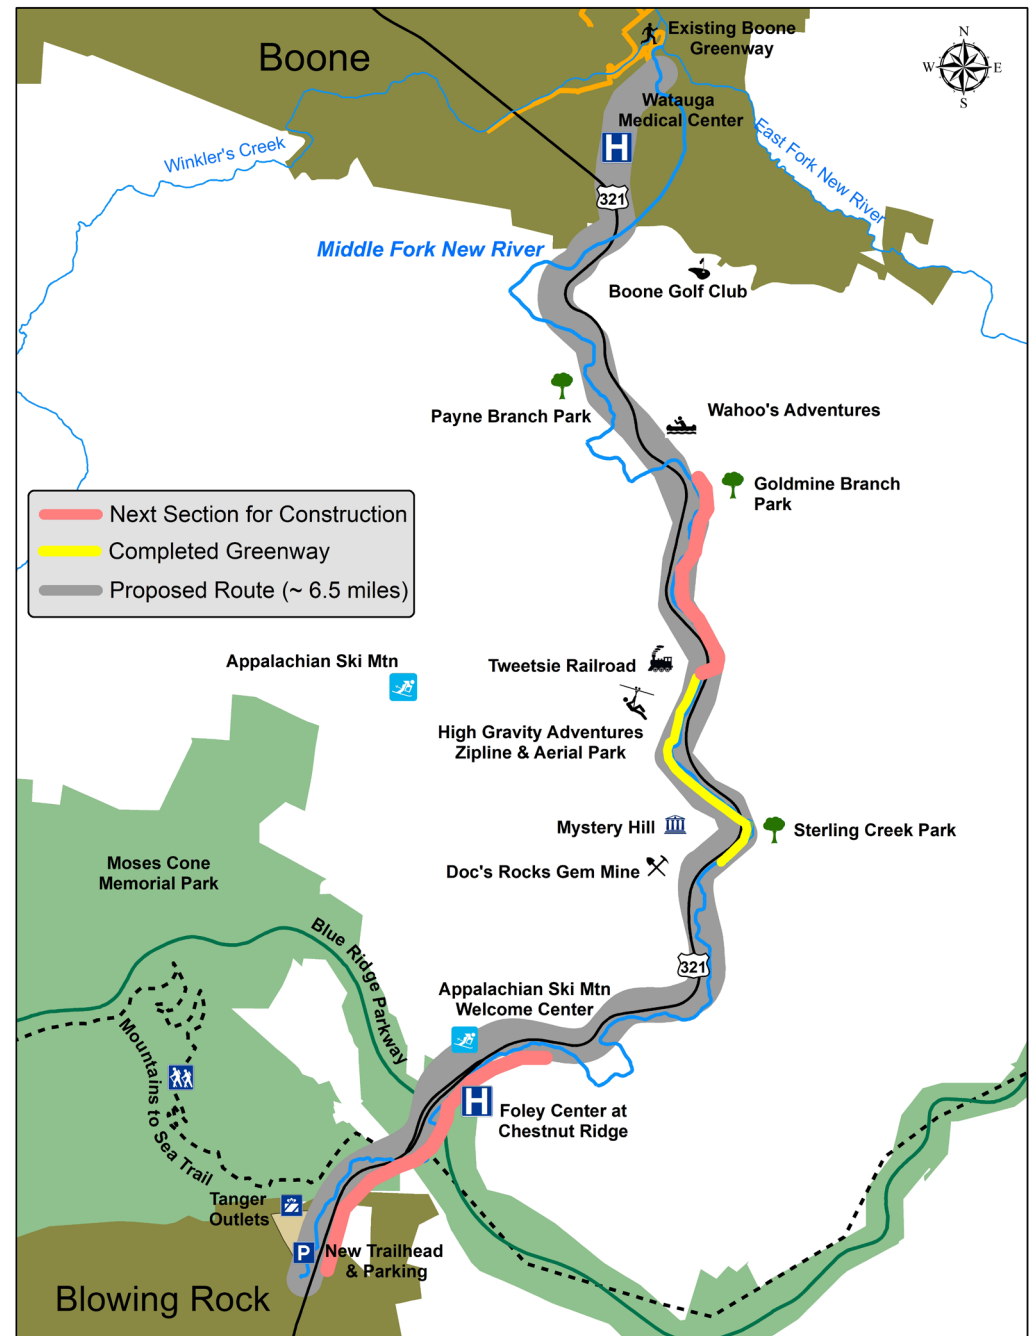 Boone
Existing Boone
Greenway
N
W
E
S
Watauga
Medical Center
H
Winkler's Creek
East Fork New River
321
Middle Fork New River
Boone Golf Club
Payne Branch Park
Wahoo's Adventures
Goldmine Branch
Park
Next Section for Construction
Completed Greenway
Proposed Route (~ 6.5 miles)
Appalachian Ski Mtn
Tweetsie Railroad
High Gravity Adventures
Zipline & Aerial Park
Mystery Hill
Sterling Creek Park
Doc's Rocks Gem Mine
Moses Cone
Memorial Park
Blue Ridge Parkway
321
Appalachian Ski Mtn
Welcome Center
Mountains to Sea Trail
H
Foley Center at
Chestnut Ridge
Tanger
Outlets
P
New Trailhead
& Parking
Blowing Rock